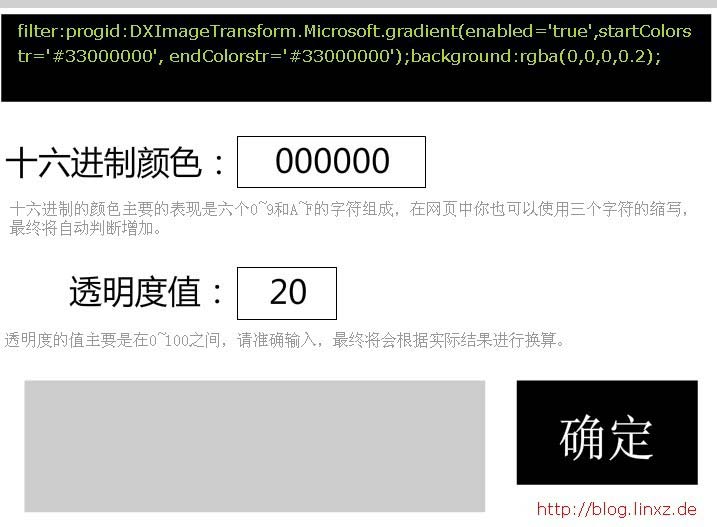 filter:progid:DXImageTransform.Microsoft.gradient(enabled='true',startColors
tr='#33000000', endColorstr='#33000000');background:rgba(0,0,0,0.2);
十六进制颜色：
000000
十六进制的颜色主要的表现是六个0~9和A~F的字符组成，在网页中你也可以使用三个字符的缩写，
最终将自动判断增加。
透明度值：
20
透明度的值主要是在0~100之间，请准确输入，最终将会根据实际结果进行换算。
确定
http://blog.linxz.de